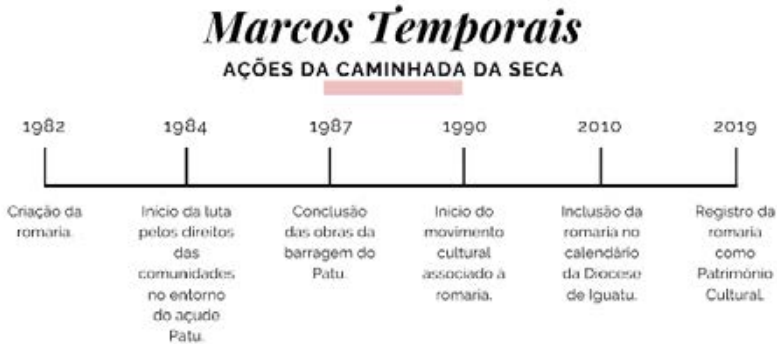 Marcos Temporais
AÇÕES DA CAMINHADA DA SECA
1982
1984
1987
1990
2010
2019
Criação da
romaria.
Início da luta
pelos direitos
das
comunidades
no entorno
do açude
Patu.
Conclusão
das obras da
barragem do
Patu.
Início do
movimento
cultural
associado à
romaria.
Inclusão da
romaria no
calendário
da Diocese
de Iguatu.
Registro da
romaria
como
Patrimônio
Cultural.